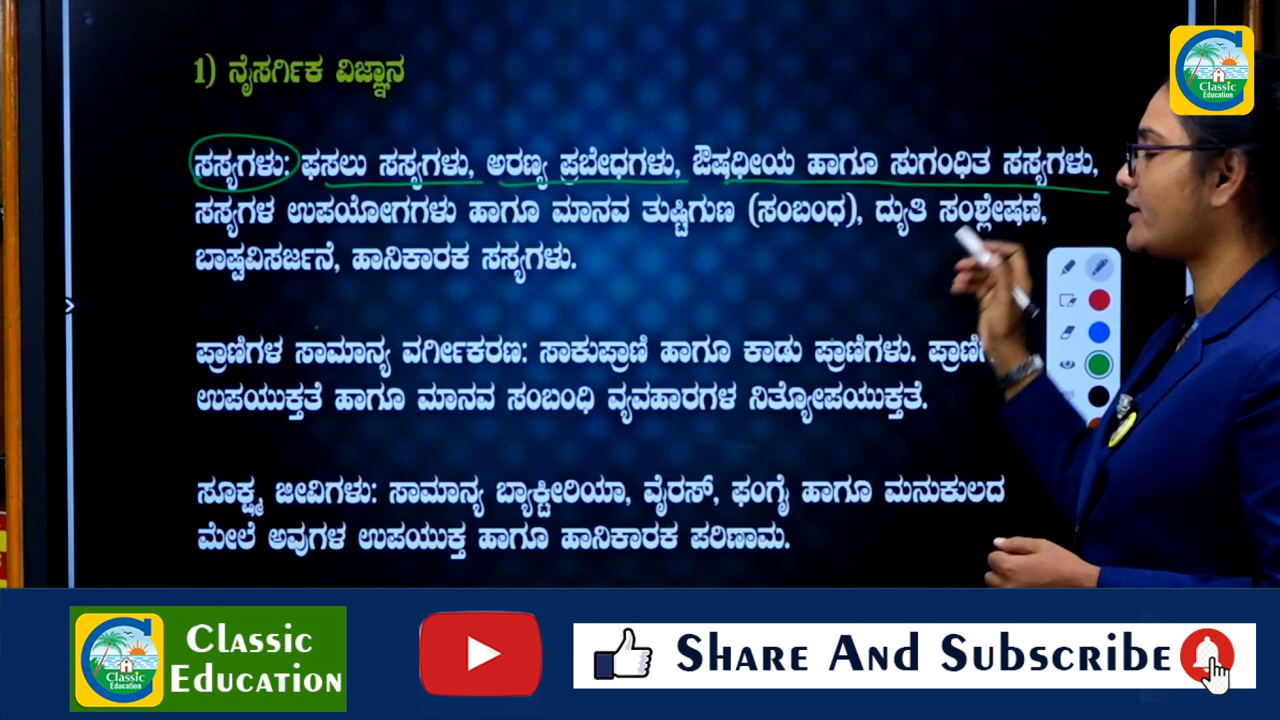 1) ನೈಸರ್ಗಿಕ ವಿಜ್ಞಾನ
ಸಸ್ಯಗಳು: ಫಸಲು ಸಸ್ಯಗಳು, ಅರಣ್ಯ ಪ್ರಬೇಧಗಳು, ಔಷಧೀಯ ಹಾಗೂ ಸುಗಂಧಿತ ಸಸ್ಯಗಳು,
ಸಸ್ಯಗಳ ಉಪಯೋಗಗಳು ಹಾಗೂ ಮಾನವ ತುಷ್ಟಿಗುಣ (ಸಂಬಂಧ), ದ್ಯುತಿ ಸಂಶ್ಲೇಷಣೆ,
ಬಾಷ್ಪವಿಸರ್ಜನೆ, ಹಾನಿಕಾರಕ ಸಸ್ಯಗಳು.
ಪ್ರಾಣಿಗಳ ಸಾಮಾನ್ಯ ವರ್ಗೀಕರಣ: ಸಾಕುಪ್ರಾಣಿ ಹಾಗೂ ಕಾಡು ಪ್ರಾಣಿಗಳು.
ಉಪಯುಕ್ತತೆ ಹಾಗೂ ಮಾನವ ಸಂಬಂಧಿ ವ್ಯವಹಾರಗಳ ನಿತ್ಯೋಪಯುಕ್ತತೆ.
ಸೂಕ್ಷ್ಮ ಜೀವಿಗಳು: ಸಾಮಾನ್ಯ ಬ್ಯಾಕ್ಟೀರಿಯಾ, ವೈರಸ್, ಫಂಗೈ ಹಾಗೂ ಮನುಕುಲದ
ಮೇಲೆ ಅವುಗಳ ಉಪಯುಕ್ತ ಹಾಗೂ ಹಾನಿಕಾರಕ ಪರಿಣಾಮ.
Classic
Education
Classic
Education
Classic
Education
Share And Subscribe